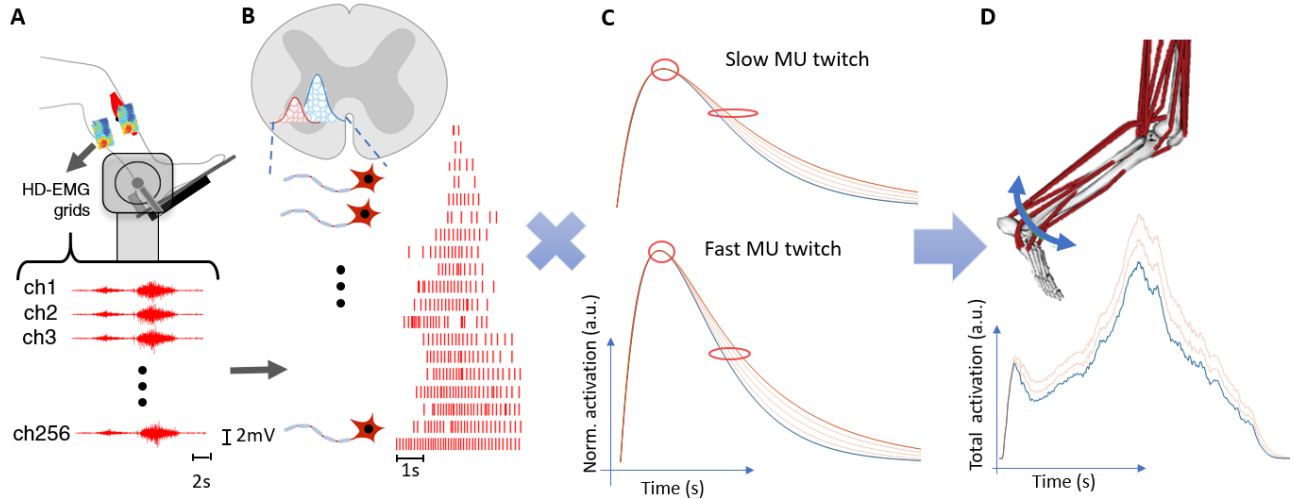 A
B
C
D
HD-EMG
grids
ch1
ch2
ch3
ch256
2mV
2s
1s
Slow MU twitch
Fast MU twitch
Norm. activation (a.u.)
Time (s)
Total activation (a.u.)
Time (s)